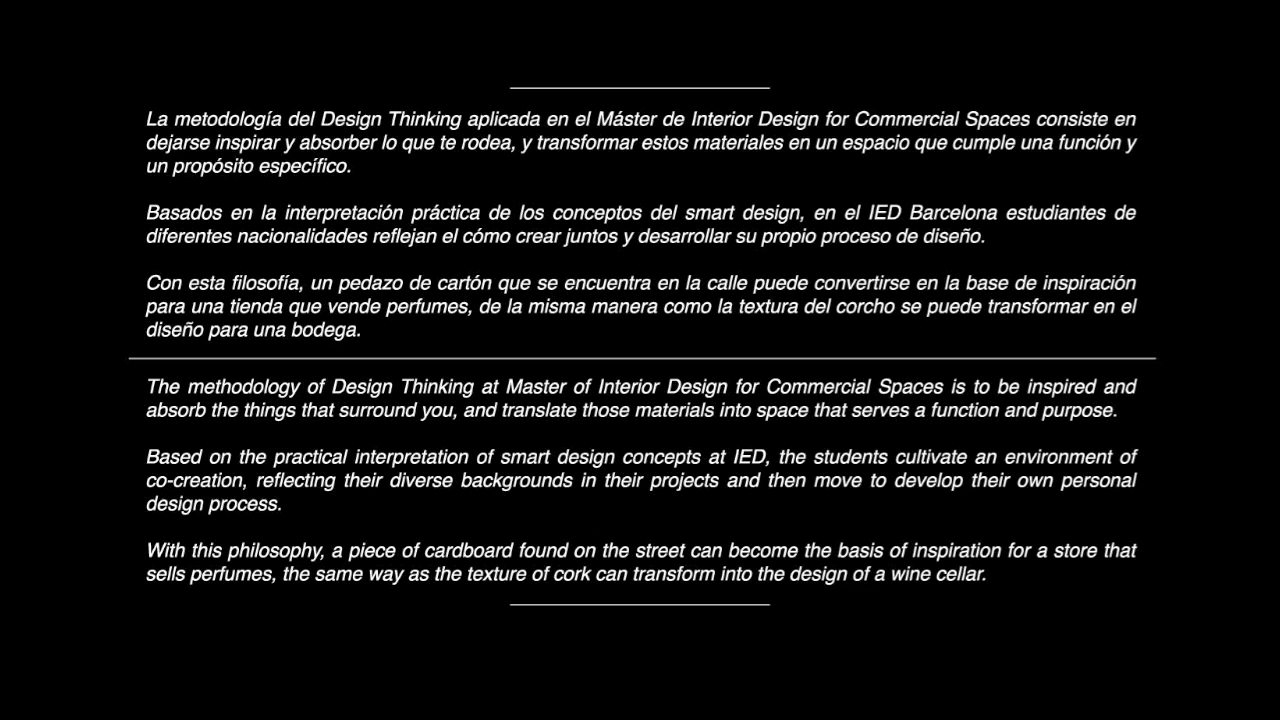 La metodología del Design Thinking aplicada en el Máster de Interior Design for Commercial Spaces consiste en
dejarse inspirar y absorber lo que te rodea, y transformar estos materiales en un espacio que cumple una función y
un propósito específico.
Basados en la interpretación práctica de los conceptos del smart design, en el IED Barcelona estudiantes de
diferentes nacionalidades reflejan el cómo crear juntos y desarrollar su propio proceso de diseño.
Con esta filosofía, un pedazo de cartón que se encuentra en la calle puede convertirse en la base de inspiración
para una tienda que vende perfumes, de la misma manera como la textura del corcho se puede transformar en el
diseño para una bodega.
The methodology of Design Thinking at Master of Interior Design for Commercial Spaces is to be inspired and
absorb the things that surround you, and translate those materials into space that serves a function and purpose.
Based on the practical interpretation of smart design concepts at IED, the students cultivate an environment of
co-creation, reflecting their diverse backgrounds in their projects and then move to develop their own personal
design process.
With this philosophy, a piece of cardboard found on the street can become the basis of inspiration for a store that
sells perfumes, the same way as the texture of cork can transform into the design of a wine cellar.